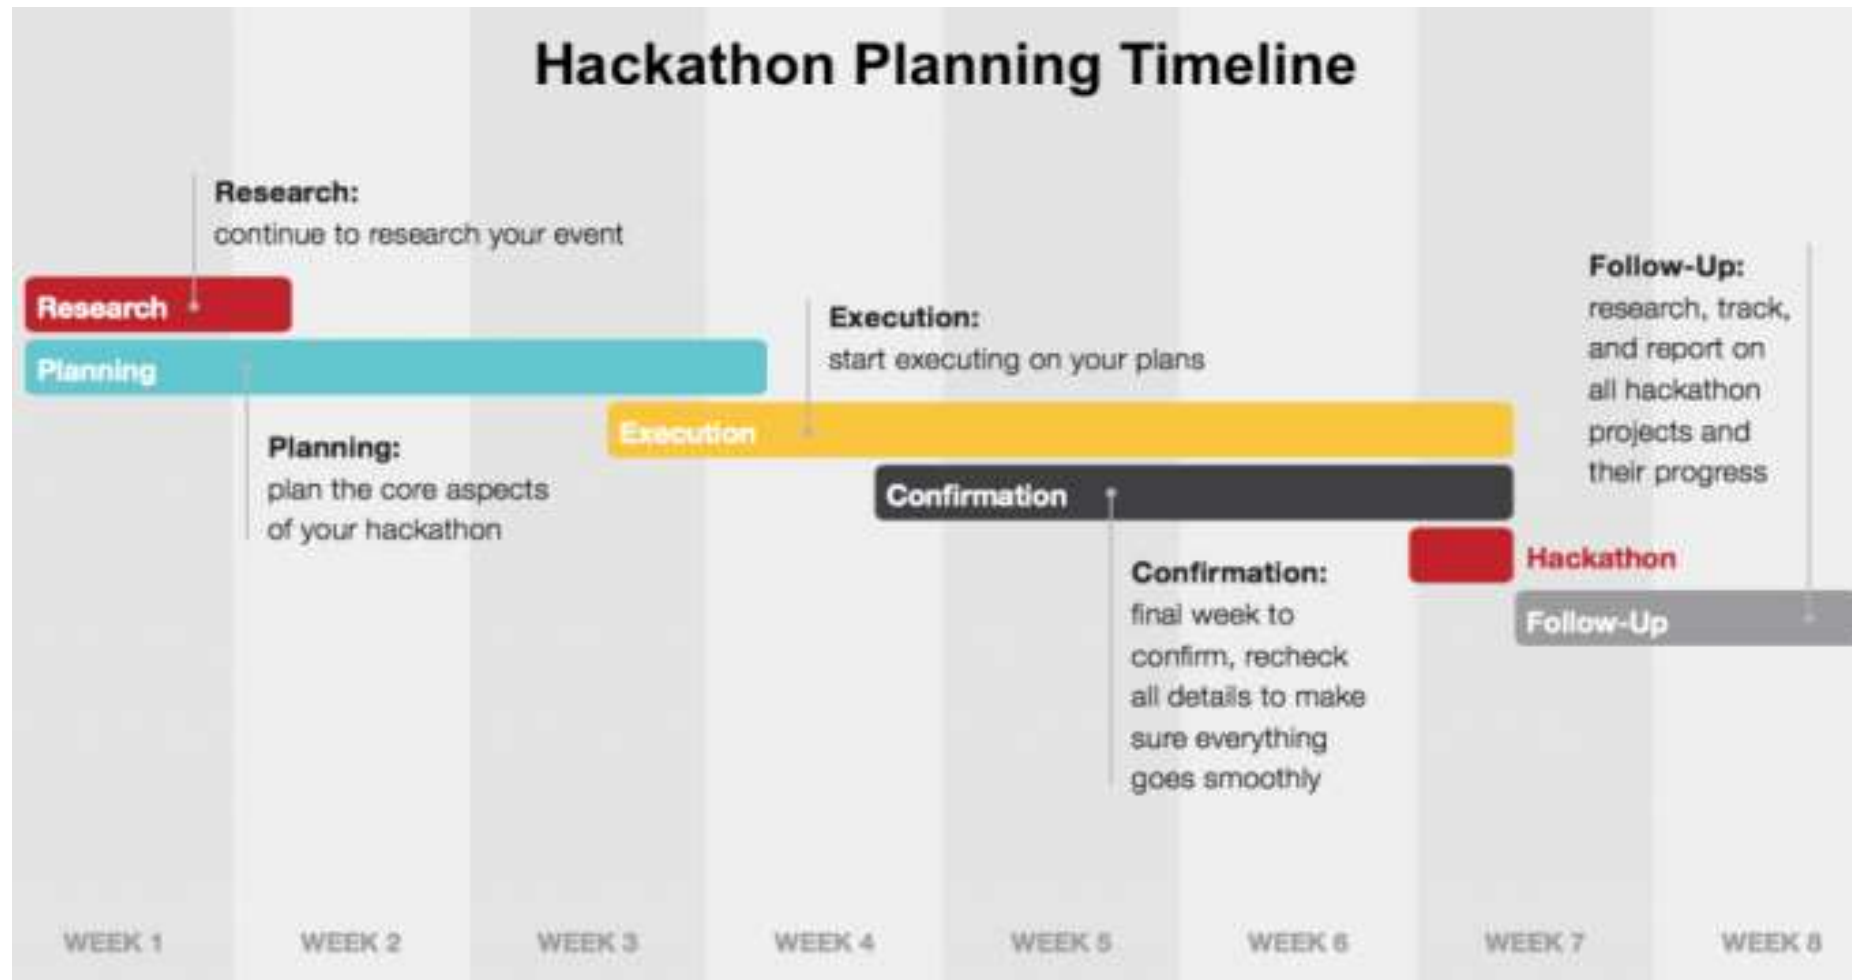 Hackathon Planning Timeline
Research:
continue to research your event
Research
Planning
Planning:
plan the core aspects
of your hackathon
Execution:
start executing on your plans
Execution
Confirmation
Confirmation:
final week to
confirm, recheck
all details to make
sure everything
goes smoothly
Follow-Up:
research, track,
and report on
all hackathon
projects and
their progress
Hackathon
Follow-Up
WEEK 1
WEEK 2
WEEK 3
WEEK 4
WEEK 5
WEEK 6
WEEK 7
WEEK 8